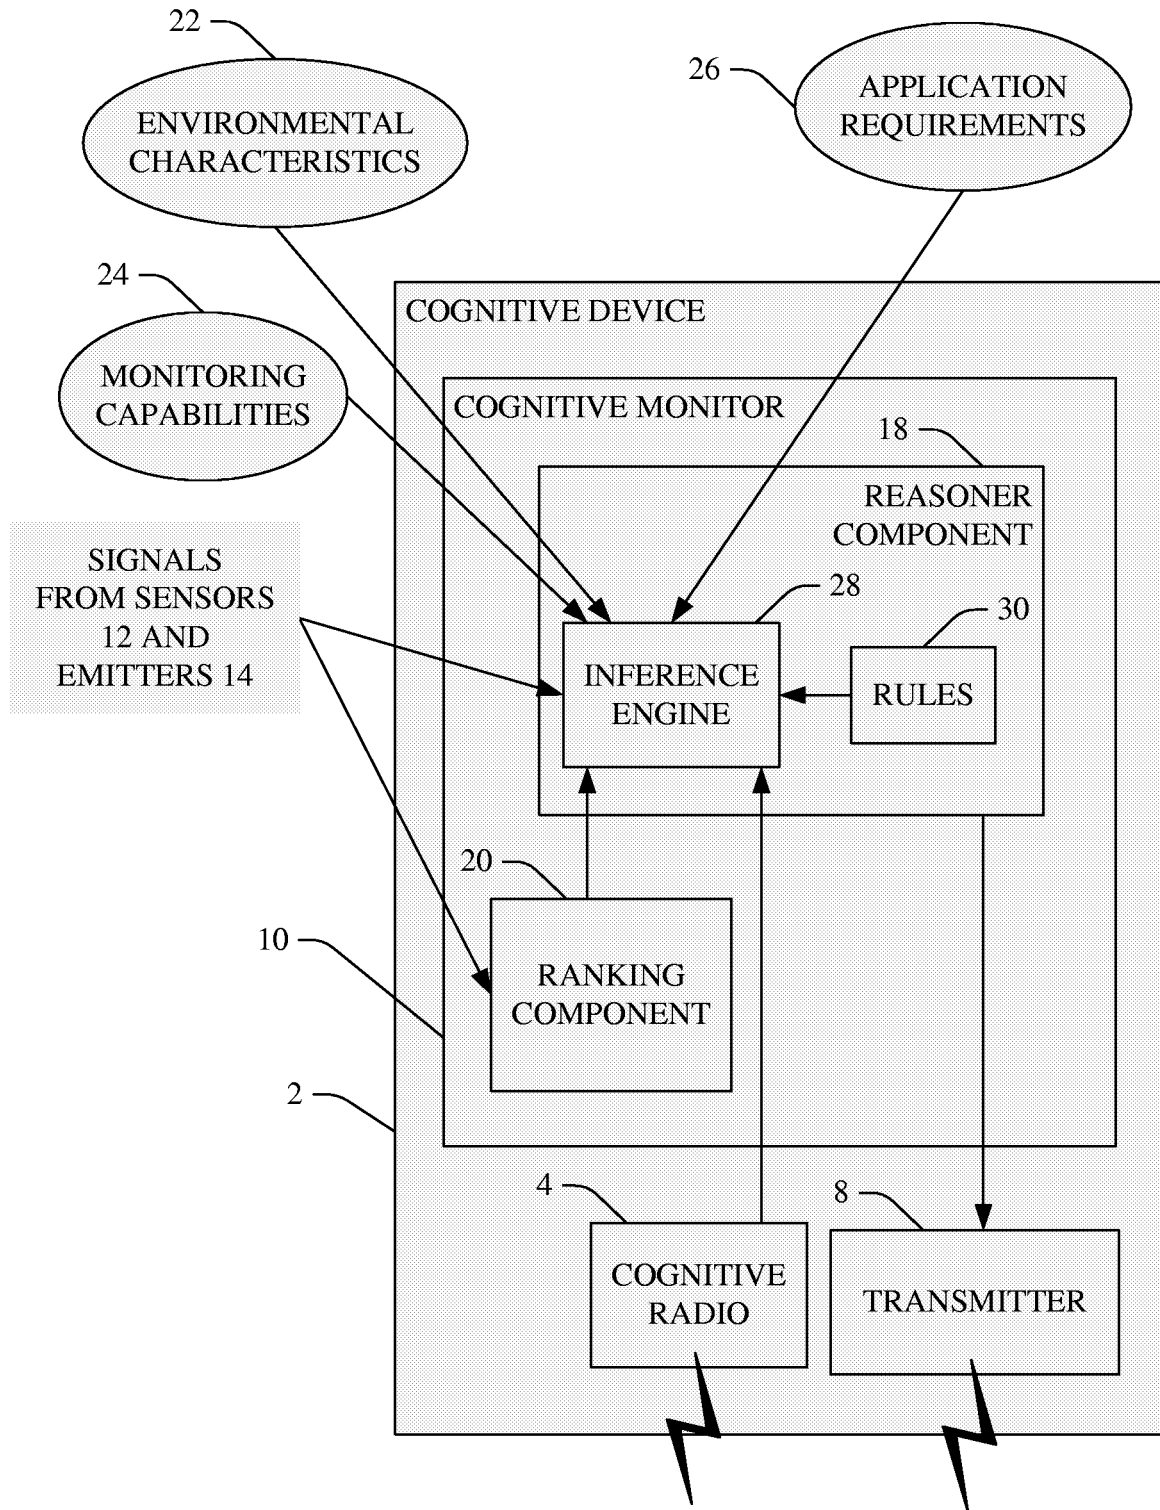 22
ENVIRONMENTAL
CHARACTERISTICS
26
APPLICATION
REQUIREMENTS
24
MONITORING
CAPABILITIES
COGNITIVE DEVICE
COGNITIVE MONITOR
18
REASONER
COMPONENT
SIGNALS
FROM SENSORS
12 AND
EMITTERS 14
28
INFERENCE
ENGINE
30
RULES
20
RANKING
COMPONENT
10
2
4
COGNITIVE
RADIO
8
TRANSMITTER